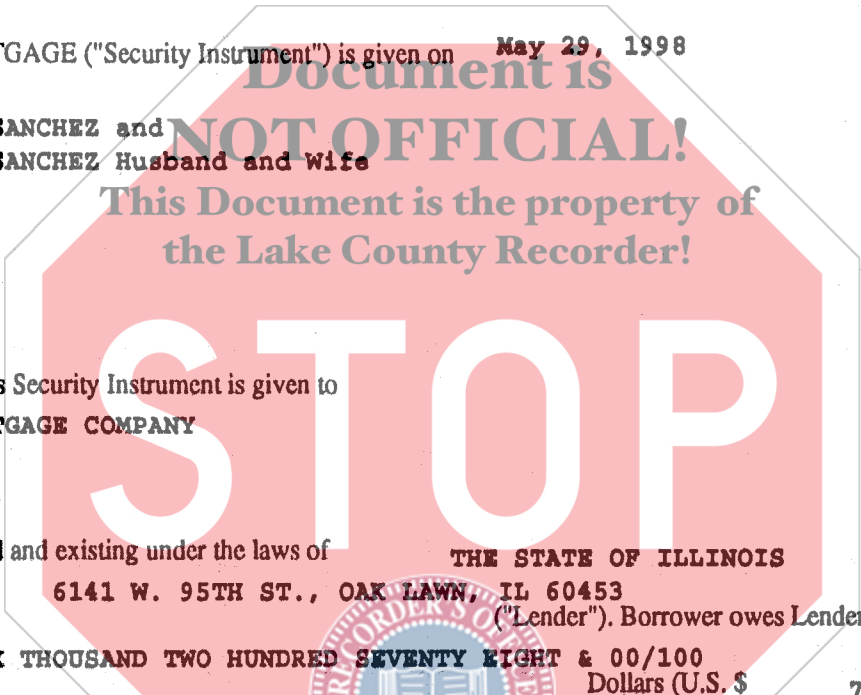 TGAGE ("Security Instrument") is given on May 29, 1998
Document is
SANCHEZ and
NOT OFFICIAL!
SANCHEZ Husband and Wife
This Document is the property of
the Lake County Recorder!
STOP
s Security Instrument is given to
TGAGE COMPANY
and existing under the laws of THE STATE OF ILLINOIS
6141 W. 95TH ST., OAK LAWN, IL 60453
("Lender"). Borrower owes Lender
RECORDER'S OFFICE
THOUSAND TWO HUNDRED SEVENTY EIGHT & 00/100
Dollars (U.S. $